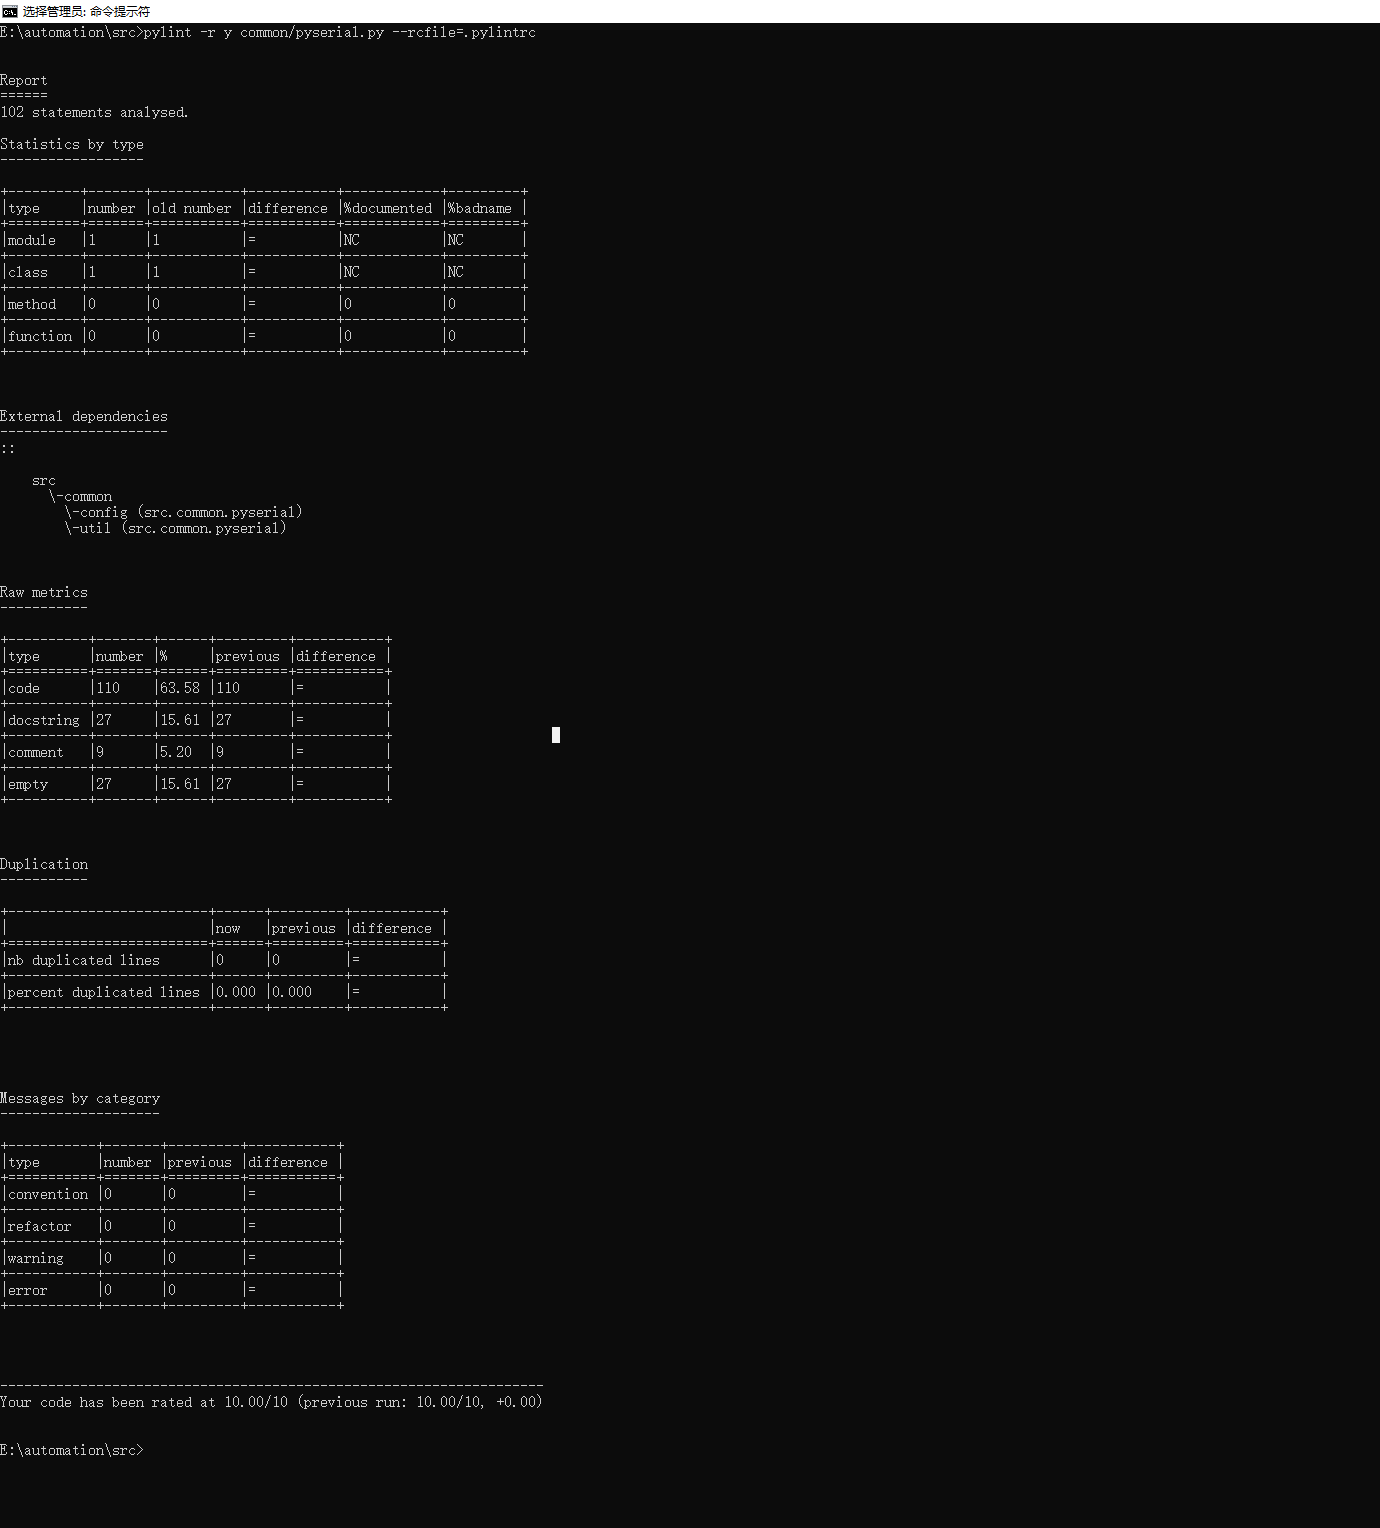 选择管理员: 命令提示符
E:\automation\src>pylint -r y common/pyserial.py --rcfile=.pylintrc
Report
======
102 statements analysed.
Statistics by type
------------------
+---------+-------+-----------+-----------+------------+---------+
|type     |number |old number |difference |%documented |%badname |
+=========+=======+===========+===========+============+=========+
|module   |1      |1          |=          |NC          |NC       |
+---------+-------+-----------+-----------+------------+---------+
|class    |1      |1          |=          |NC          |NC       |
+---------+-------+-----------+-----------+------------+---------+
|method   |0      |0          |=          |0           |0        |
+---------+-------+-----------+-----------+------------+---------+
|function |0      |0          |=          |0           |0        |
+---------+-------+-----------+-----------+------------+---------+
External dependencies
---------------------
::
    src
      \-common
        \-config (src.common.pyserial)
        \-util (src.common.pyserial)
Raw metrics
-----------
+----------+-------+------+---------+-----------+
|type      |number |%     |previous |difference |
+==========+=======+======+=========+===========+
|code      |110    |63.58 |110      |=          |
+----------+-------+------+---------+-----------+
|docstring |27     |15.61 |27       |=          |
+----------+-------+------+---------+-----------+
|comment   |9      |5.20  |9        |=          |
+----------+-------+------+---------+-----------+
|empty     |27     |15.61 |27       |=          |
+----------+-------+------+---------+-----------+
Duplication
-----------
+-------------------------+------+---------+-----------+
|                         |now   |previous |difference |
+=========================+======+=========+===========+
|nb duplicated lines      |0     |0        |=          |
+-------------------------+------+---------+-----------+
|percent duplicated lines |0.000 |0.000    |=          |
+-------------------------+------+---------+-----------+
Messages by category
--------------------
+-----------+-------+---------+-----------+
|type       |number |previous |difference |
+===========+=======+=========+===========+
|convention |0      |0        |=          |
+-----------+-------+---------+-----------+
|refactor   |0      |0        |=          |
+-----------+-------+---------+-----------+
|warning    |0      |0        |=          |
+-----------+-------+---------+-----------+
|error      |0      |0        |=          |
+-----------+-------+---------+-----------+
--------------------------------------------------------------------
Your code has been rated at 10.00/10 (previous run: 10.00/10, +0.00)
E:\automation\src>